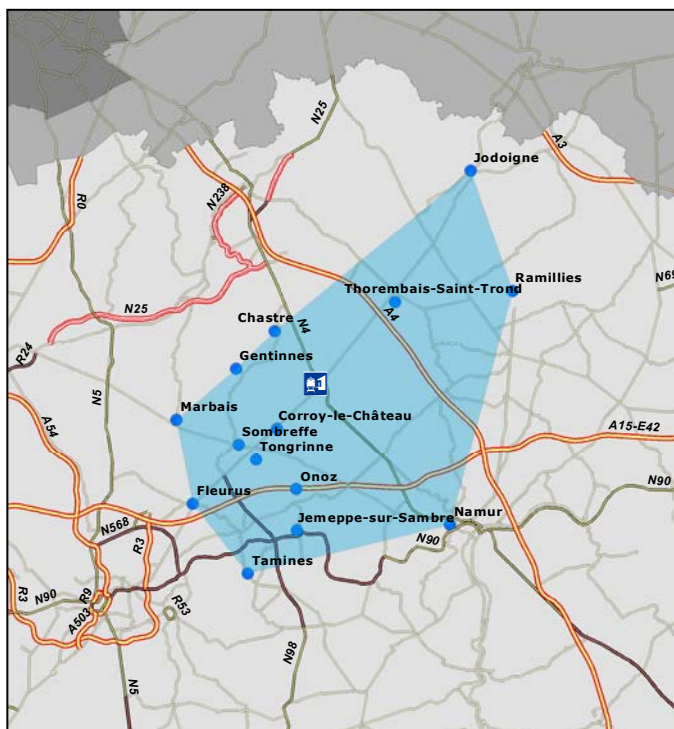 N25
A3
Jodoigne
R0
N238
Ramillies
Thorembais-Saint-Trond
N69
A4
N25
Chastre
N4
R24
Gentinnes
N5
Marbais
Corroy-le-Château
A54
Sombreffe
A15-E42
Tongrinne
Onoz
N90
Fleurus
Jemeppe-sur-Sambre
Namur
N568
N90
R3
Tamines
R3
N90
R9
R53
A503
N98
N5